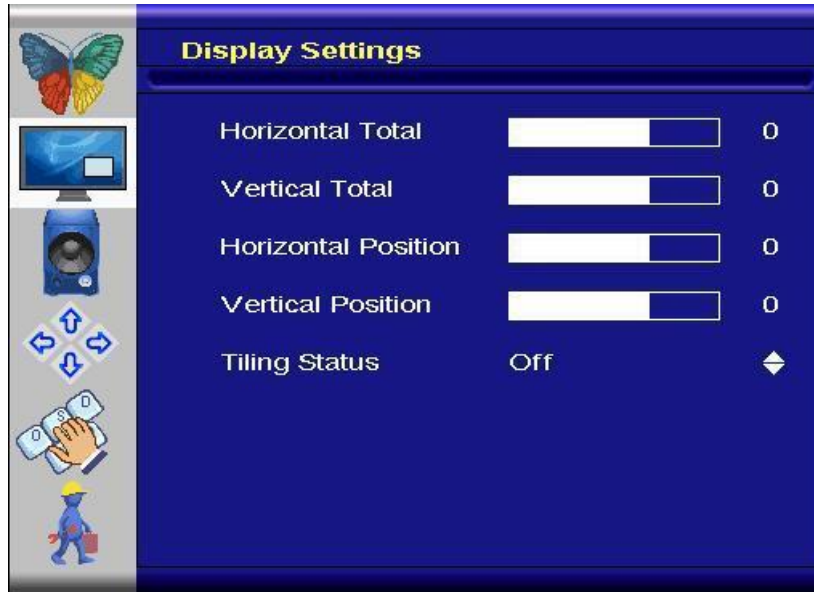 Display Settings
Horizontal Total 0
Vertical Total 0
Horizontal Position 0
Vertical Position 0
Tiling Status Off
O S D